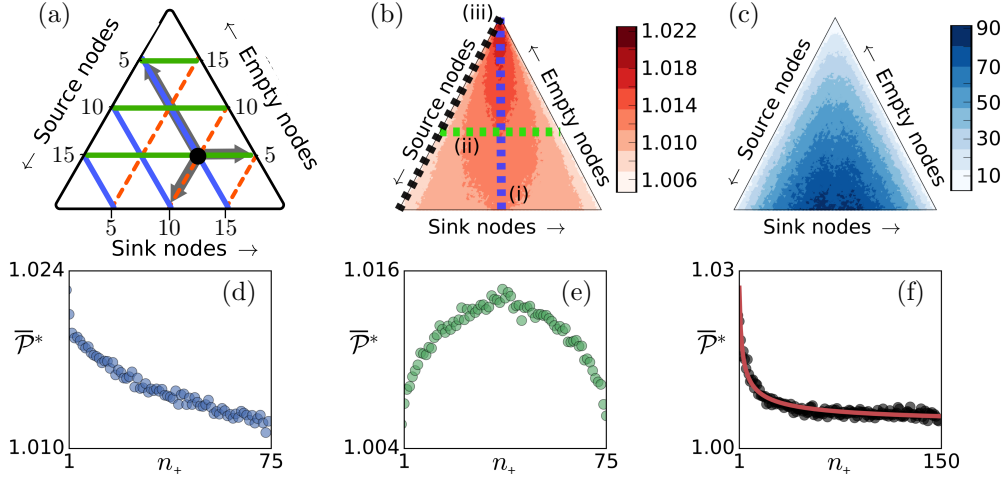 (a)
Source nodes
↑ Empty nodes
5
15
10
10
15
5
5
10
15
Sink nodes →
(b)
(iii)
Source nodes
↑ Empty nodes
(ii)
(i)
Sink nodes →
1.022
1.018
1.014
1.010
1.006
(c)
Source nodes
↑ Empty nodes
Sink nodes →
90
70
50
30
10
(d)
1.024
P̅*
1.010
1
n₊
75
(e)
1.016
P̅*
1.004
1
n₊
75
(f)
1.03
P̅*
1.00
1
n₊
150